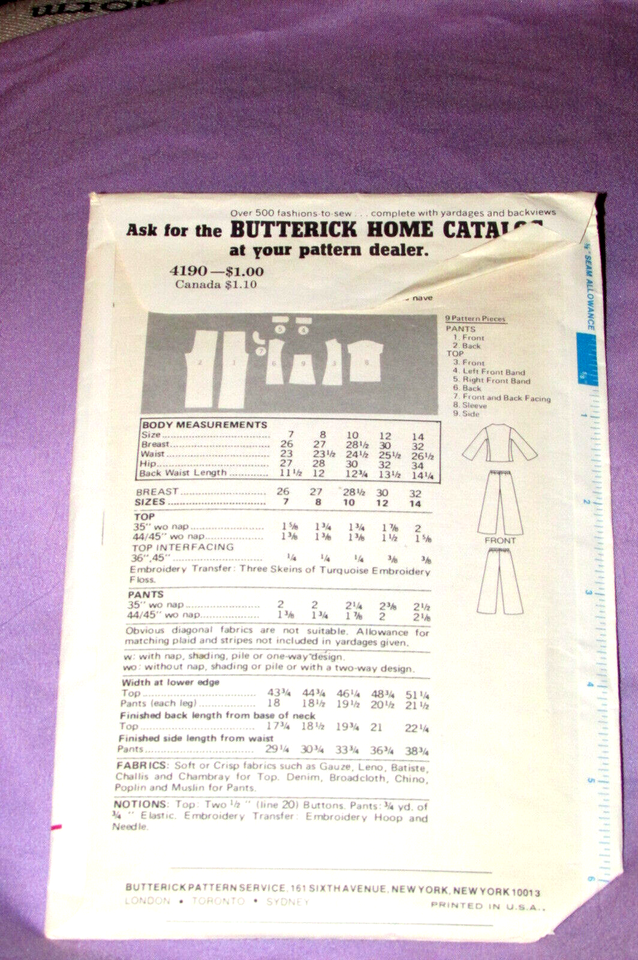 Over 500 fashions-to-sew . . . complete with yardages and backviews
Ask for the BUTTERICK HOME CATALOG
at your pattern dealer.
4190—$1.00
Canada $1.10
have
9 Pattern Pieces
PANTS
1. Front
2. Back
TOP
3. Front
4. Left Front Band
5. Right Front Band
6. Back
7. Front and Back Facing
8. Sleeve
9. Side
BODY MEASUREMENTS
Size 7 8 10 12 14
Breast 26 27 28½ 30 32
Waist 23 23½ 24½ 25½ 26½
Hip 27 28 30 32 34
Back Waist Length 11½ 12 12¾ 13½ 14¼
BREAST 26 27 28½ 30 32
SIZES 7 8 10 12 14
TOP
35" wo nap 1⅝ 1¾ 1¾ 1⅞ 2
44/45" wo nap 1⅜ 1⅜ 1⅜ 1½ 1⅝
TOP INTERFACING
36",45" ¼ ¼ ¼ ⅜ ⅜
Embroidery Transfer: Three Skeins of Turquoise Embroidery
Floss.
PANTS
35" wo nap 2 2 2¼ 2⅜ 2½
44/45" wo nap 1⅜ 1¾ 1⅞ 2 2⅛
Obvious diagonal fabrics are not suitable. Allowance for
matching plaid and stripes not included in yardages given.
w: with nap, shading, pile or one-way design.
wo: without nap, shading or pile or with a two-way design.
Width at lower edge
Top 43¾ 44¾ 46¼ 48¾ 51¼
Pants (each leg) 18 18½ 19½ 20½ 21½
Finished back length from base of neck
Top 17¾ 18½ 19¾ 21 22¼
Finished side length from waist
Pants 29¼ 30¾ 33¾ 36¾ 38¾
FABRICS: Soft or Crisp fabrics such as Gauze, Leno, Batiste,
Challis and Chambray for Top. Denim, Broadcloth, Chino,
Poplin and Muslin for Pants.
NOTIONS: Top: Two ½" (line 20) Buttons. Pants: ¾ yd. of
¾" Elastic. Embroidery Transfer: Embroidery Hoop and
Needle.
FRONT
⅝" SEAM ALLOWANCE
⅝
1
2
3
4
5
6
BUTTERICK PATTERN SERVICE, 161 SIXTH AVENUE, NEW YORK, NEW YORK 10013
LONDON • TORONTO • SYDNEY
PRINTED IN U.S.A.